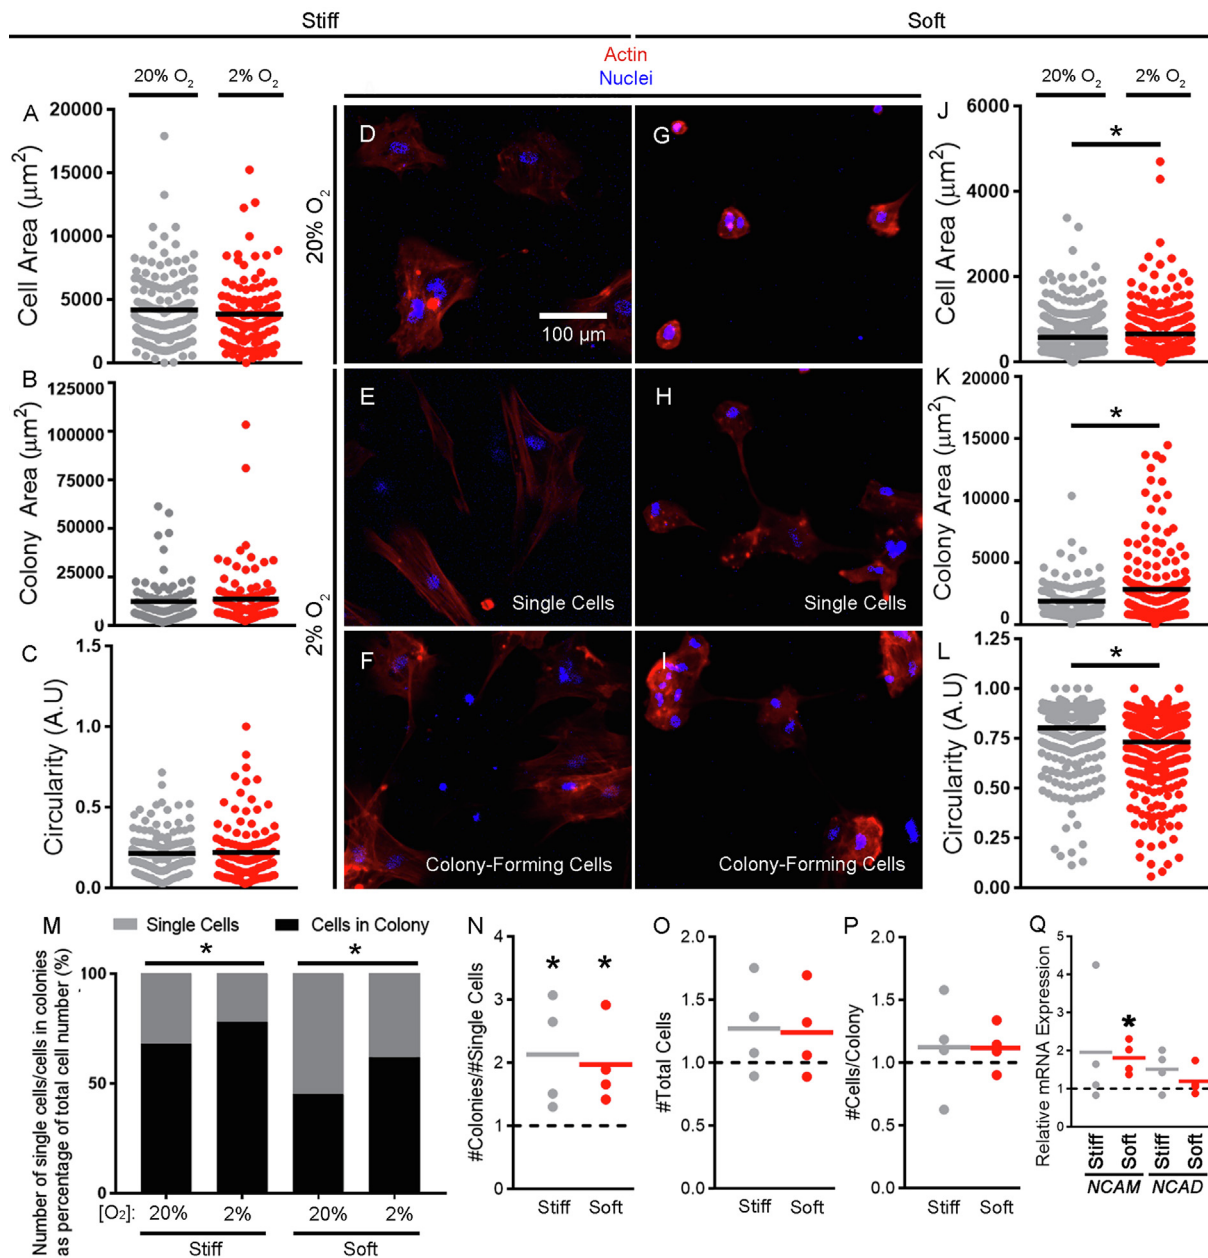 Stiff
Soft
Actin
Nuclei
20% O2
2% O2
20% O2
2% O2
A
Cell Area (μm2)
20000
15000
10000
5000
0
B
Colony Area (μm2)
125000
100000
75000
50000
25000
0
C
Circularity (A.U)
1.5
1.0
0.5
0.0
20% O2
2% O2
D
100 μm
G
E
Single Cells
H
Single Cells
F
Colony-Forming Cells
I
Colony-Forming Cells
J
Cell Area (μm2)
6000
4000
2000
0
*
K
Colony Area (μm2)
20000
15000
10000
5000
0
*
L
Circularity (A.U)
1.25
1.00
0.75
0.50
0.25
0.00
*
M
Single Cells
Cells in Colony
Number of single cells/cells in colonies
as percentage of total cell number (%)
100
50
0
*
*
[O2]:
20%
2%
20%
2%
Stiff
Soft
N
#Colonies/#Single Cells
4
3
2
1
0
*
*
Stiff
Soft
O
#Total Cells
2.0
1.5
1.0
0.5
0.0
Stiff
Soft
P
#Cells/Colony
2.0
1.5
1.0
0.5
0.0
Stiff
Soft
Q
Relative mRNA Expression
5
4
3
2
1
0
*
Stiff
Soft
Stiff
Soft
NCAM
NCAD